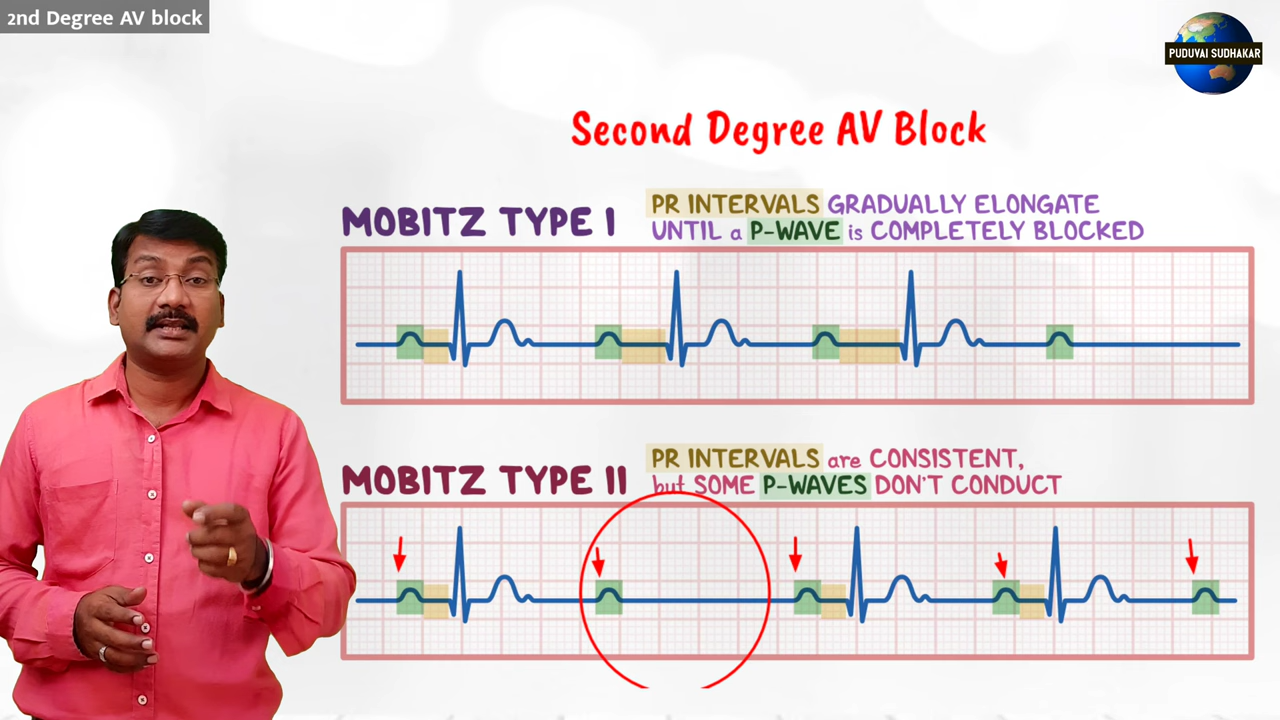 2nd Degree AV block
PUDUVAI SUDHAKAR
Second Degree AV Block
MOBITZ TYPE I
PR INTERVALS GRADUALLY ELONGATE
UNTIL a P-WAVE is COMPLETELY BLOCKED
MOBITZ TYPE II
PR INTERVALS are CONSISTENT,
but SOME P-WAVES DON'T CONDUCT